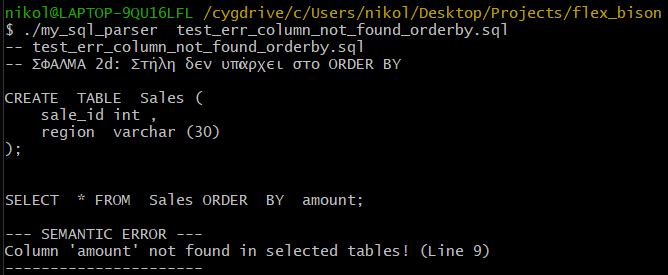 nikol@LAPTOP-9QU16LFL /cygdrive/c/Users/nikol/Desktop/Projects/flex_bison
$ ./my_sql_parser  test_err_column_not_found_orderby.sql
-- test_err_column_not_found_orderby.sql
-- ΣΦΑΛΜΑ 2d: Στήλη δεν υπάρχει στο ORDER BY
CREATE  TABLE  Sales (
    sale_id int ,
    region  varchar (30)
);
SELECT  * FROM  Sales ORDER  BY  amount;
--- SEMANTIC ERROR ---
Column 'amount' not found in selected tables! (Line 9)
----------------------